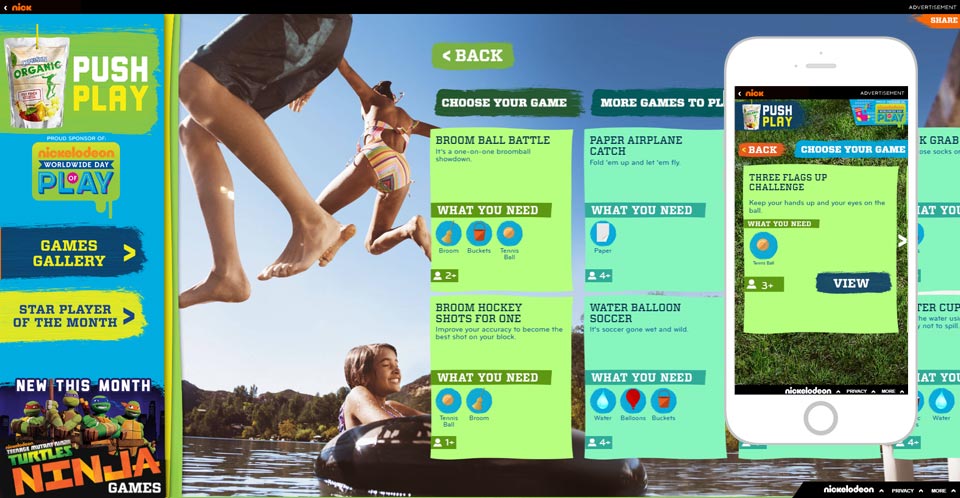 nick
ADVERTISEMENT
SHARE
ORGANIC
PUSH
PLAY
PROUD SPONSOR OF:
nickelodeon
WORLDWIDE DAY
OF
PLAY
GAMES
GALLERY
STAR PLAYER
OF THE MONTH
NEW THIS MONTH
nickelodeon
TEENAGE MUTANT NINJA
TURTLES
NINJA
GAMES
< BACK
CHOOSE YOUR GAME
MORE GAMES TO PL
BROOM BALL BATTLE
It's a one-on-one broomball
showdown.
WHAT YOU NEED
Broom
Buckets
Tennis
Ball
2+
PAPER AIRPLANE
CATCH
Fold 'em up and let 'em fly.
WHAT YOU NEED
Paper
4+
BROOM HOCKEY
SHOTS FOR ONE
Improve your accuracy to become the
best shot on your block.
WHAT YOU NEED
Tennis
Ball
Broom
1+
WATER BALLOON
SOCCER
It's soccer gone wet and wild.
WHAT YOU NEED
Water
Balloons
Buckets
4+
K GRAB
ose socks on
ER CUP
he water usin
y not to spill.
T YOU NEED
Water
4+
nick
ADVERTISEMENT
PUSH
PLAY
PLAY
< BACK
CHOOSE YOUR GAME
THREE FLAGS UP
CHALLENGE
Keep your hands up and your eyes on the
ball.
WHAT YOU NEED
Tennis Ball
3+
VIEW
nickelodeon
PRIVACY
MORE
nickelodeon
PRIVACY
MORE